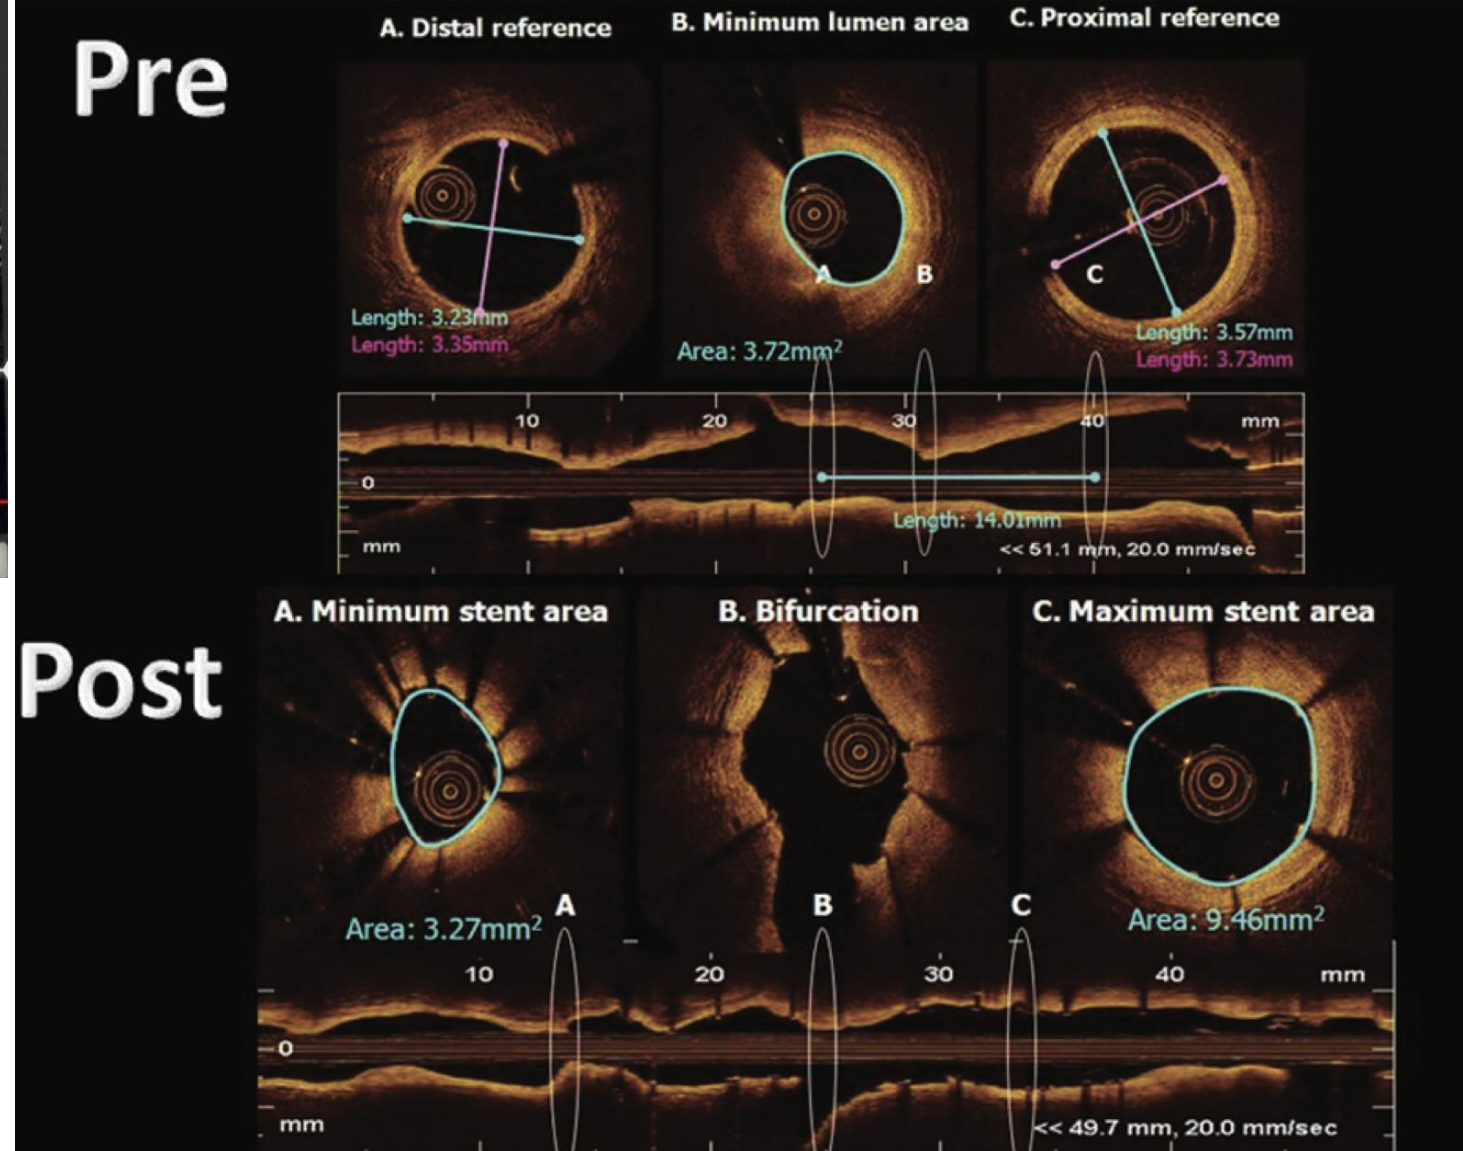 Pre
A. Distal reference
B. Minimum lumen area
C. Proximal reference
A
B
C
Length: 3.23mm
Length: 3.35mm
Area: 3.72mm²
Length: 3.57mm
Length: 3.73mm
10 20 30 40 mm
0
Length: 14.01mm
mm
<< 51.1 mm, 20.0 mm/sec
Post
A. Minimum stent area
B. Bifurcation
C. Maximum stent area
A
B
C
Area: 3.27mm²
Area: 9.46mm²
10 20 30 40 mm
0
mm
<< 49.7 mm, 20.0 mm/sec